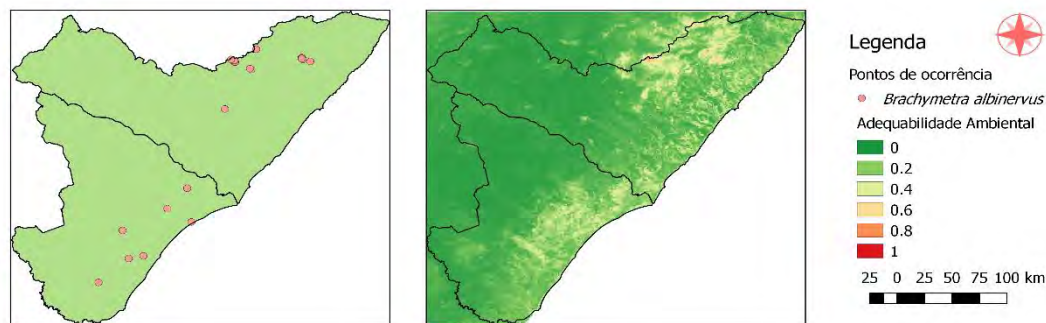 Legenda
Pontos de ocorrência
Brachymetra albinervus
Adequabilidade Ambiental
0
0.2
0.4
0.6
0.8
1
25 0 25 50 75 100 km